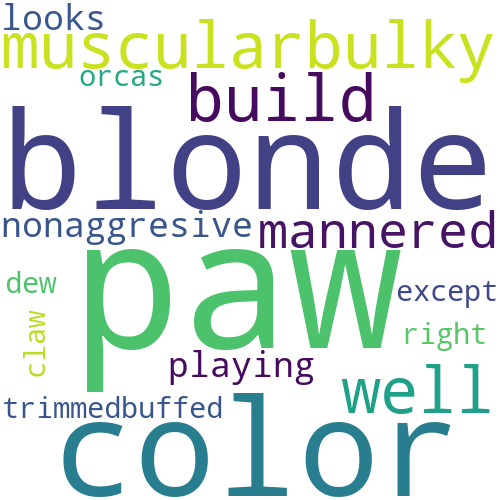 looks
muscularbulky
orcas
build
blonde
nonaggresive
mannered
paw
dew
except
claw
right
playing
well
trimmedbuffed
color